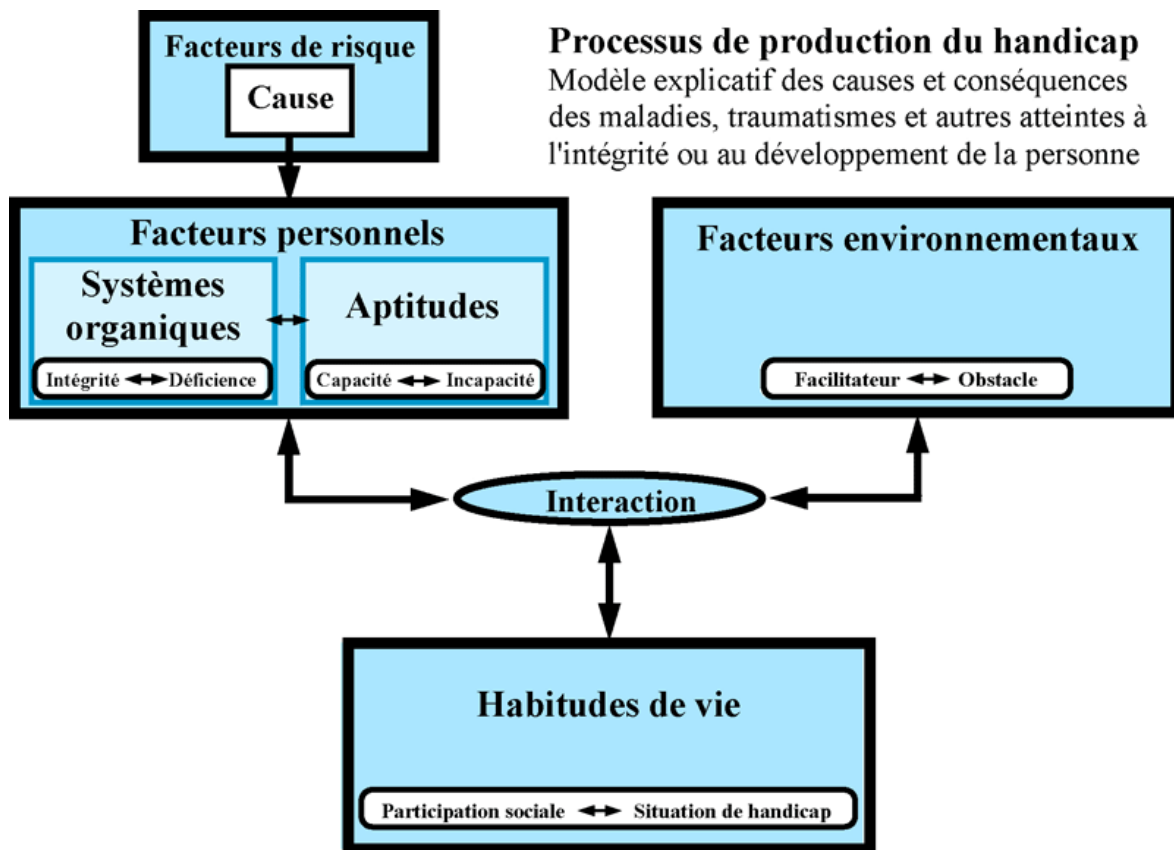 Facteurs de risque
Cause
Processus de production du handicap
Modèle explicatif des causes et conséquences
des maladies, traumatismes et autres atteintes à
l'intégrité ou au développement de la personne
Facteurs personnels
Systèmes
organiques
Intégrité Déficience
Aptitudes
Capacité Incapacité
Facteurs environnementaux
Facilitateur Obstacle
Interaction
Habitudes de vie
Participation sociale Situation de handicap